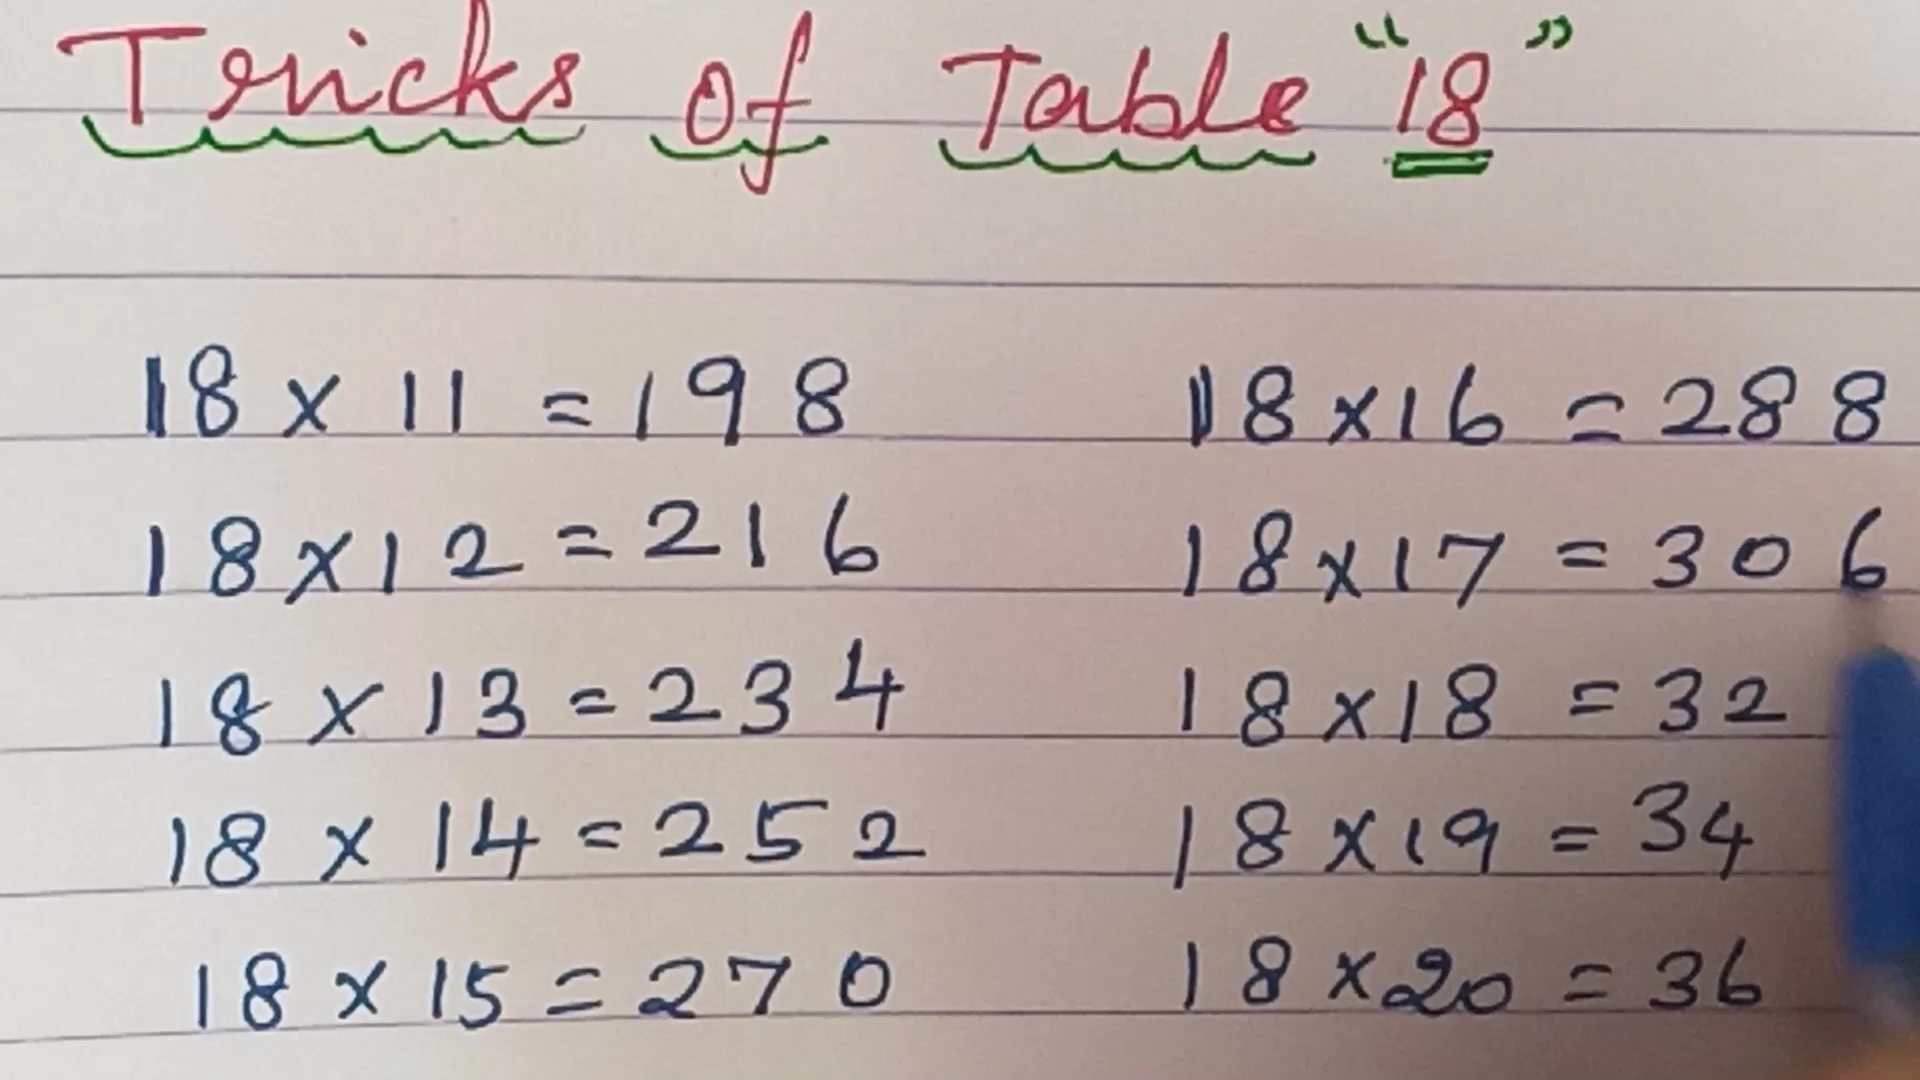 Tricks of Table "18"
18 x 11 = 198
18 x 12 = 216
18 x 13 = 234
18 x 14 = 252
18 x 15 = 270
18 x 16 = 288
18 x 17 = 306
18 x 18 = 32
18 x 19 = 34
18 x 20 = 36